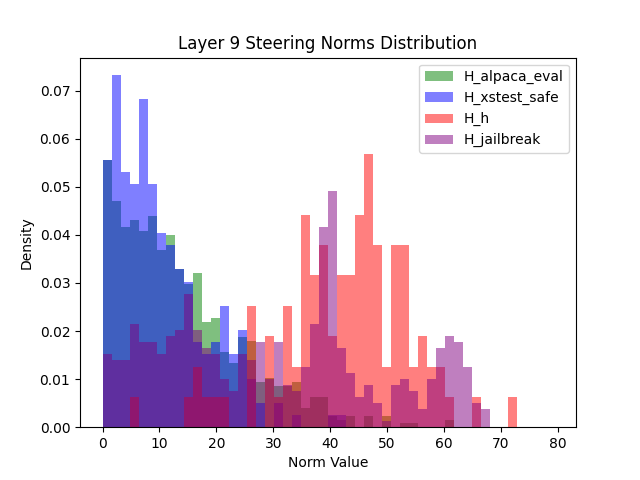 Layer 9 Steering Norms Distribution
H_alpaca_eval
H_xstest_safe
H_h
H_jailbreak
0.07
0.06
0.05
0.04
0.03
0.02
0.01
0.00
Density
0 10 20 30 40 50 60 70 80
Norm Value